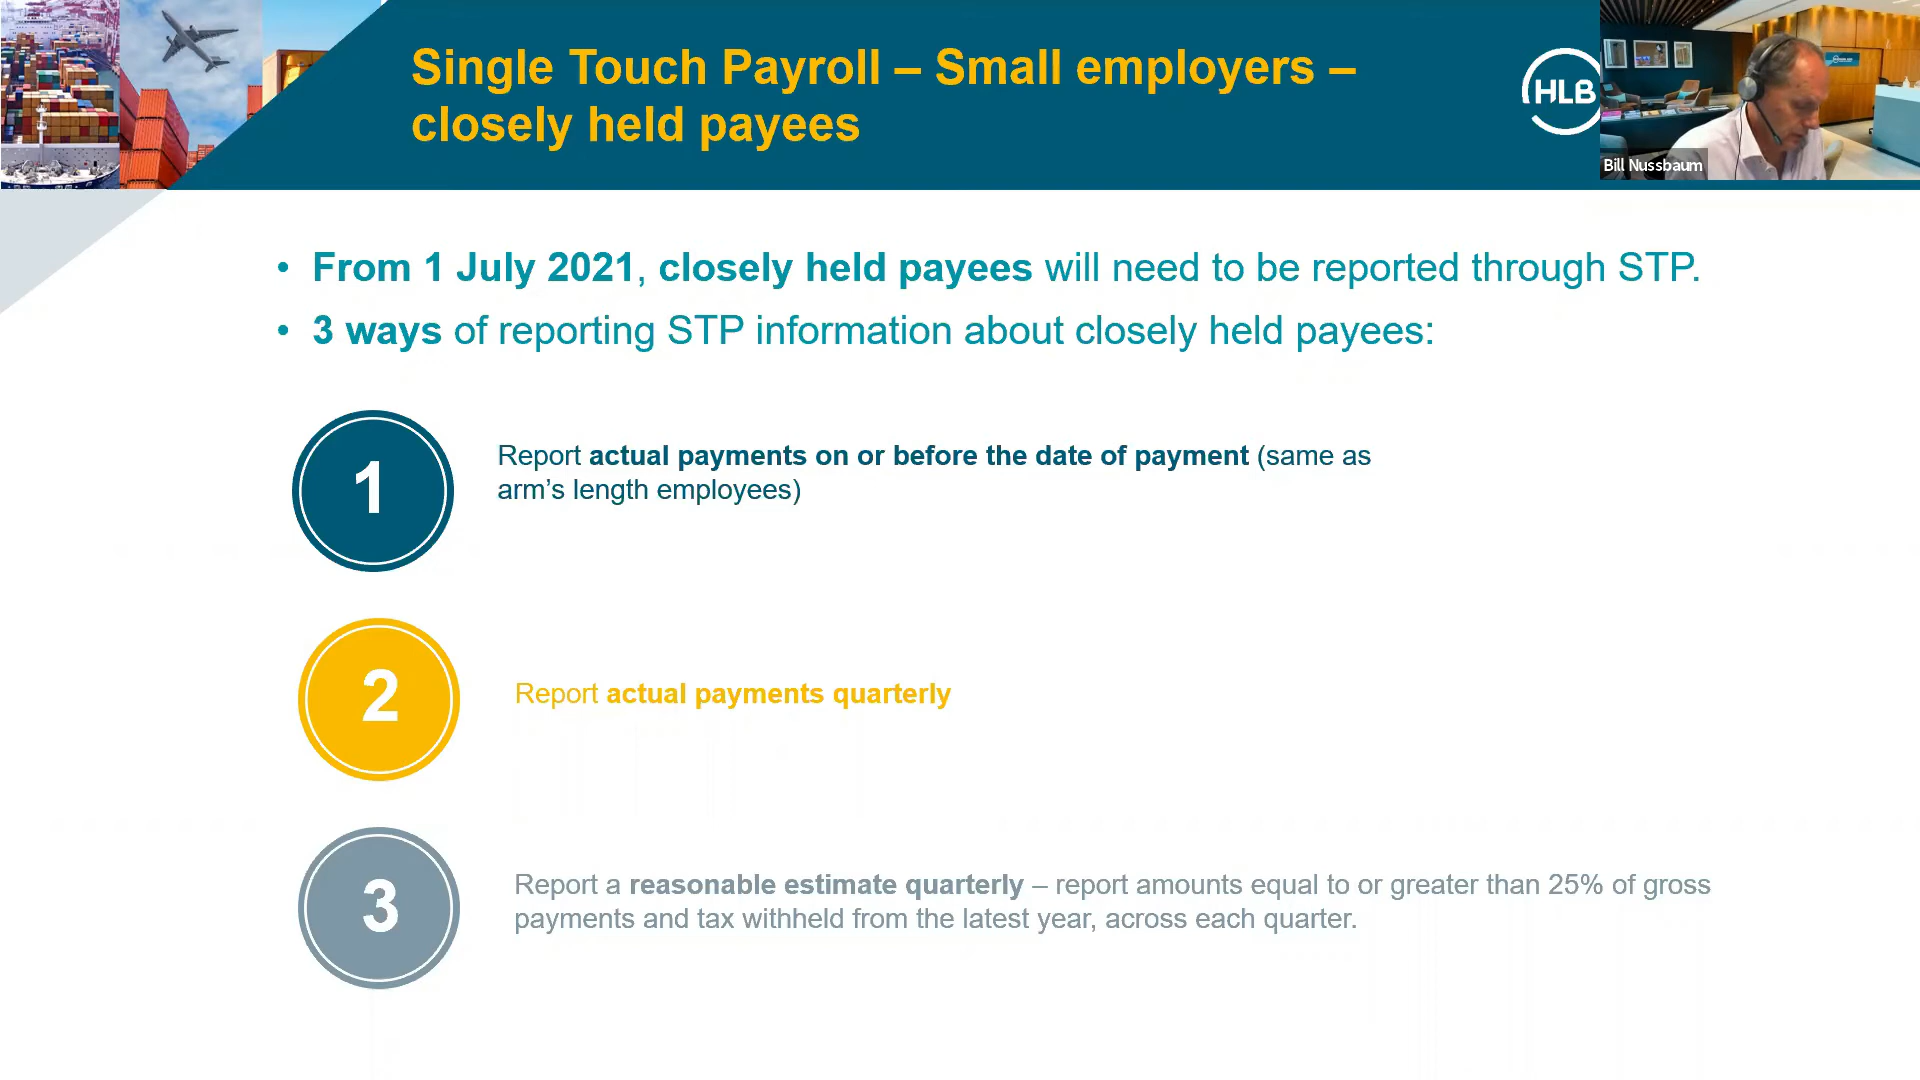 Single Touch Payroll – Small employers –
closely held payees
HLB
Bill Nussbaum
• From 1 July 2021, closely held payees will need to be reported through STP.
• 3 ways of reporting STP information about closely held payees:
1
Report actual payments on or before the date of payment (same as
arm’s length employees)
2
Report actual payments quarterly
3
Report a reasonable estimate quarterly – report amounts equal to or greater than 25% of gross
payments and tax withheld from the latest year, across each quarter.